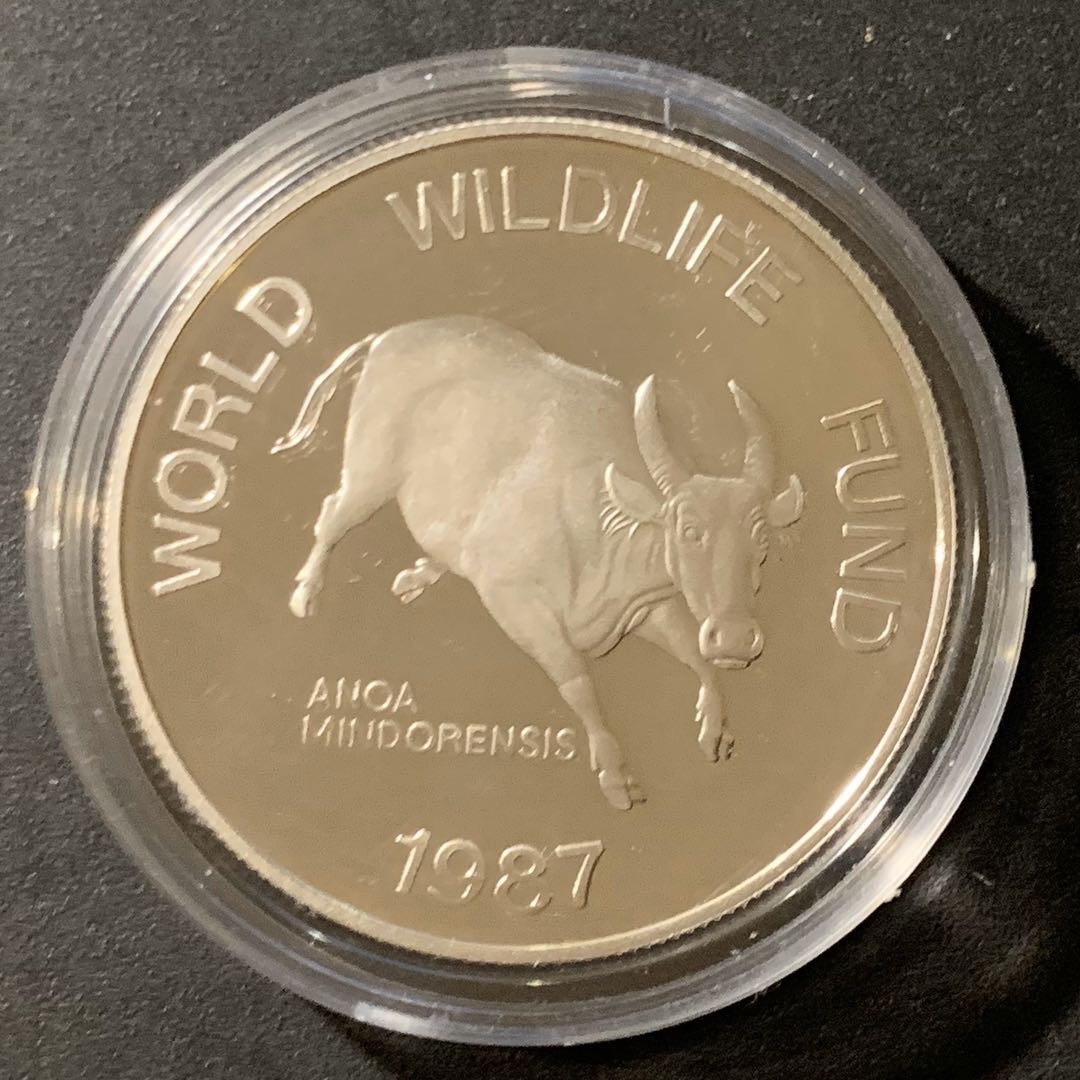 WORLD WILDLIFE FUND
ANOA
MINDORENSIS
1987